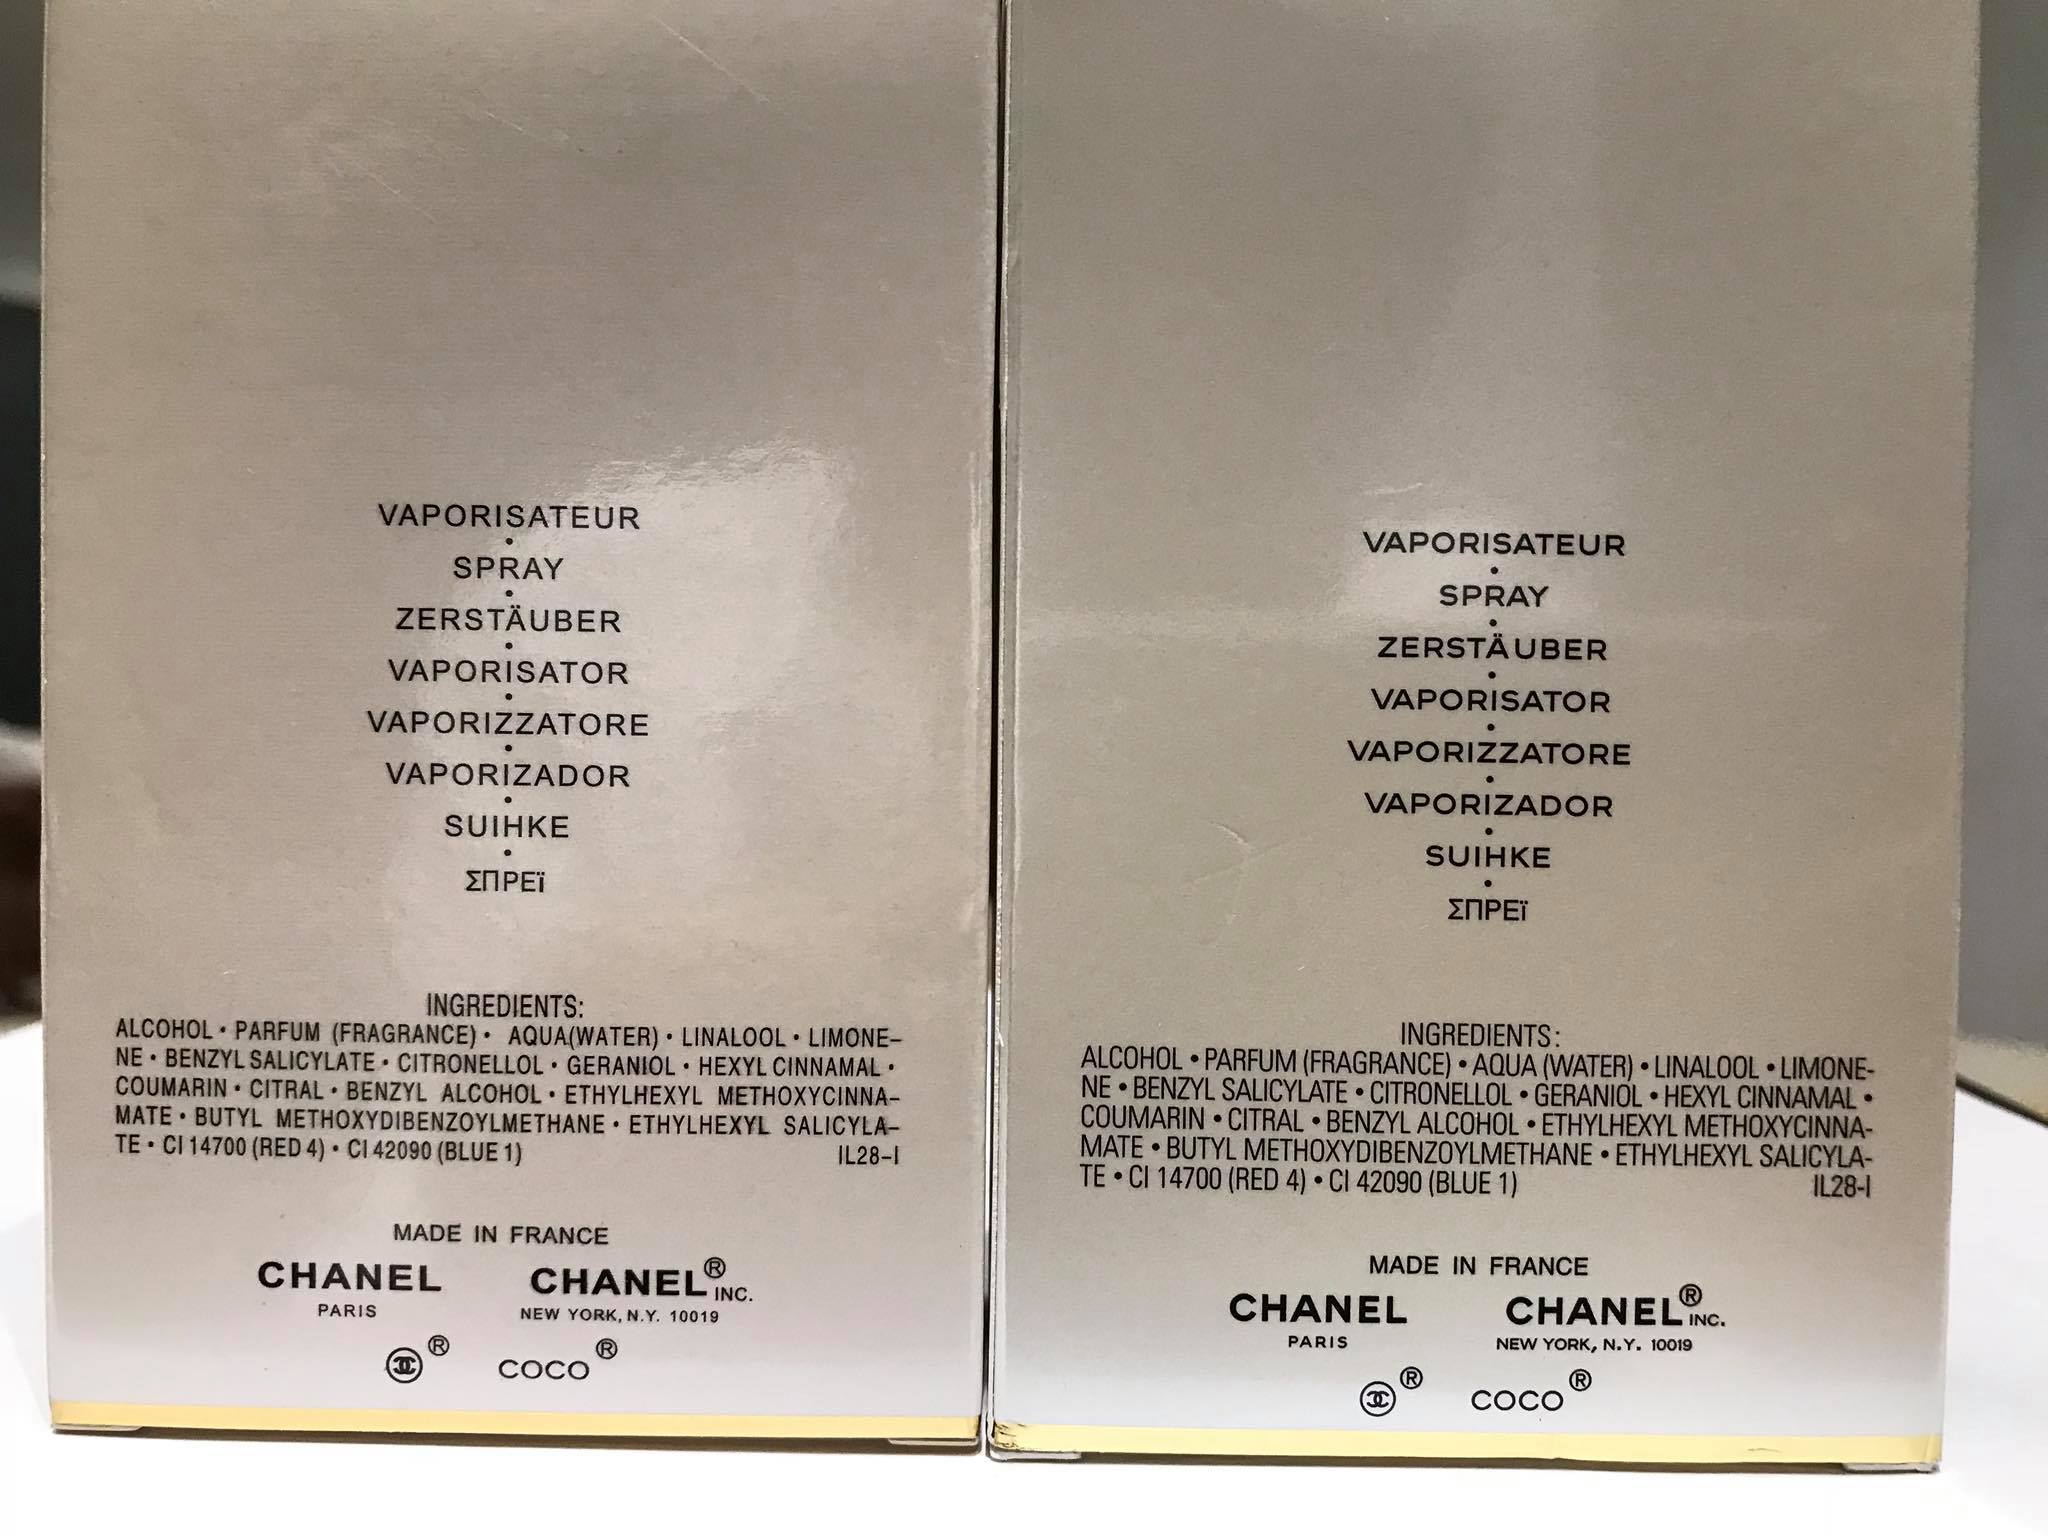 VAPORISATEUR
•
SPRAY
•
ZERSTÄUBER
•
VAPORISATOR
•
VAPORIZZATORE
•
VAPORIZADOR
•
SUIHKE
•
ΣΠΡΕϊ
INGREDIENTS:
ALCOHOL • PARFUM (FRAGRANCE) • AQUA(WATER) • LINALOOL • LIMONE-
NE • BENZYL SALICYLATE • CITRONELLOL • GERANIOL • HEXYL CINNAMAL •
COUMARIN • CITRAL • BENZYL ALCOHOL • ETHYLHEXYL METHOXYCINNA-
MATE • BUTYL METHOXYDIBENZOYLMETHANE • ETHYLHEXYL SALICYLA-
TE • CI 14700 (RED 4) • CI 42090 (BLUE 1) IL28-I
MADE IN FRANCE
CHANEL CHANEL® INC.
PARIS NEW YORK, N.Y. 10019
® COCO®
VAPORISATEUR
•
SPRAY
•
ZERSTÄUBER
•
VAPORISATOR
•
VAPORIZZATORE
•
VAPORIZADOR
•
SUIHKE
•
ΣΠΡΕϊ
INGREDIENTS:
ALCOHOL • PARFUM (FRAGRANCE) • AQUA (WATER) • LINALOOL • LIMONE-
NE • BENZYL SALICYLATE • CITRONELLOL • GERANIOL • HEXYL CINNAMAL •
COUMARIN • CITRAL • BENZYL ALCOHOL • ETHYLHEXYL METHOXYCINNA-
MATE • BUTYL METHOXYDIBENZOYLMETHANE • ETHYLHEXYL SALICYLA-
TE • CI 14700 (RED 4) • CI 42090 (BLUE 1) IL28-I
MADE IN FRANCE
CHANEL CHANEL® INC.
PARIS NEW YORK, N.Y. 10019
® COCO®